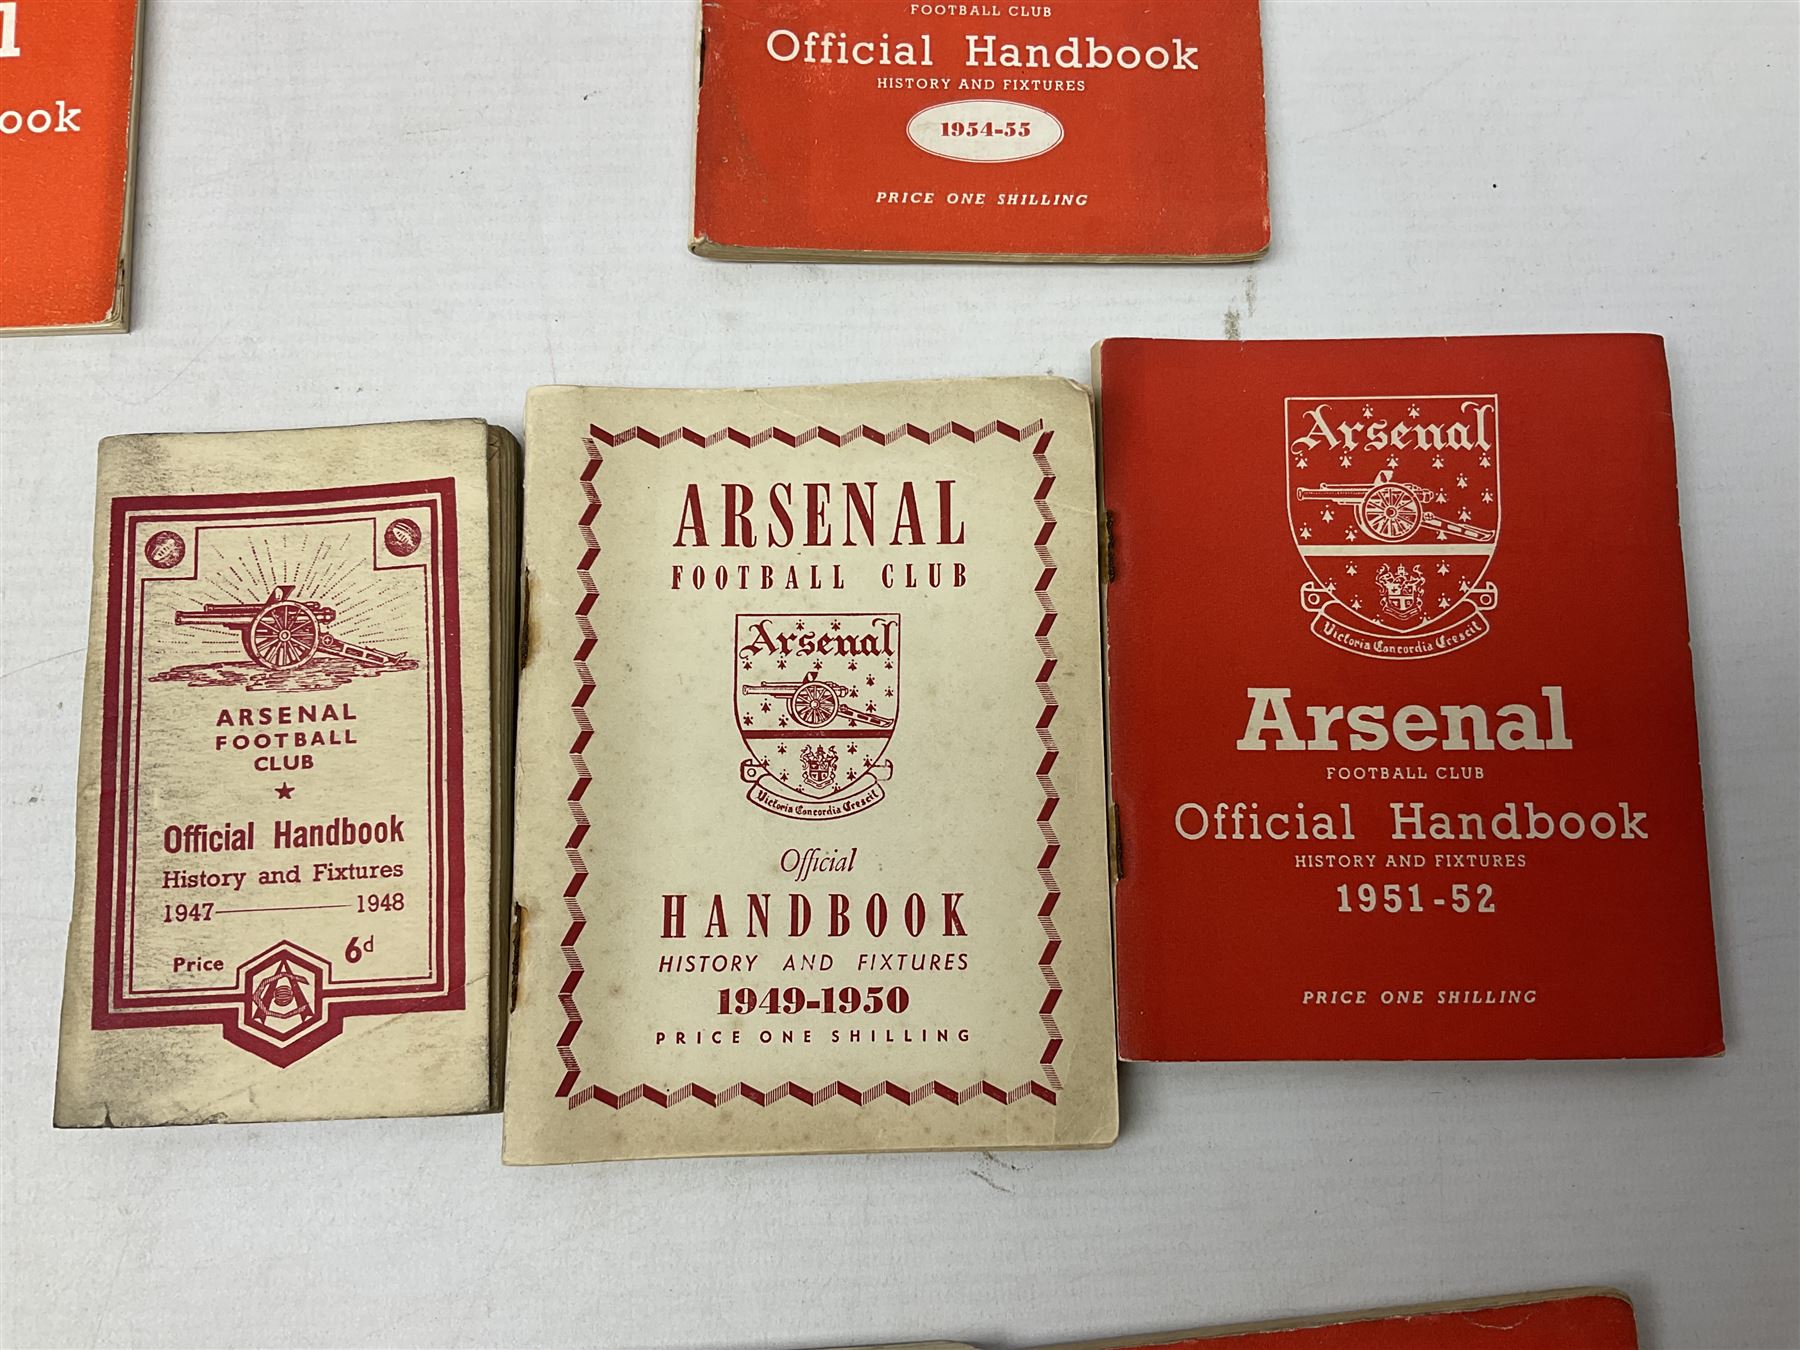 ook
FOOTBALL CLUB
Official Handbook
HISTORY AND FIXTURES
1954-55
PRICE ONE SHILLING
ARSENAL
FOOTBALL
CLUB
★
Official Handbook
History and Fixtures
1947 — 1948
Price 6d
ARSENAL
FOOTBALL CLUB
Arsenal
Victoria Concordia Crescit
Official
HANDBOOK
HISTORY AND FIXTURES
1949-1950
PRICE ONE SHILLING
Arsenal
Victoria Concordia Crescit
Arsenal
FOOTBALL CLUB
Official Handbook
HISTORY AND FIXTURES
1951-52
PRICE ONE SHILLING